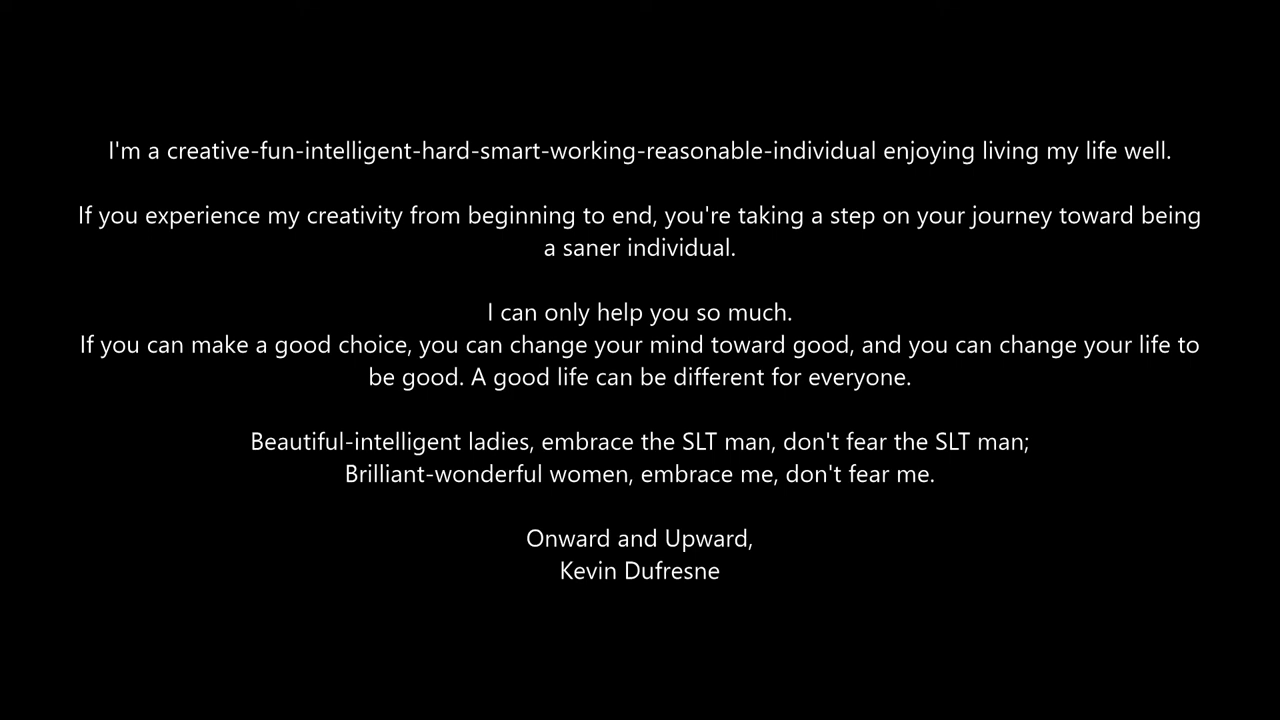 I'm a creative-fun-intelligent-hard-smart-working-reasonable-individual enjoying living my life well.
If you experience my creativity from beginning to end, you're taking a step on your journey toward being
a saner individual.
I can only help you so much.
If you can make a good choice, you can change your mind toward good, and you can change your life to
be good. A good life can be different for everyone.
Beautiful-intelligent ladies, embrace the SLT man, don't fear the SLT man;
Brilliant-wonderful women, embrace me, don't fear me.
Onward and Upward,
Kevin Dufresne